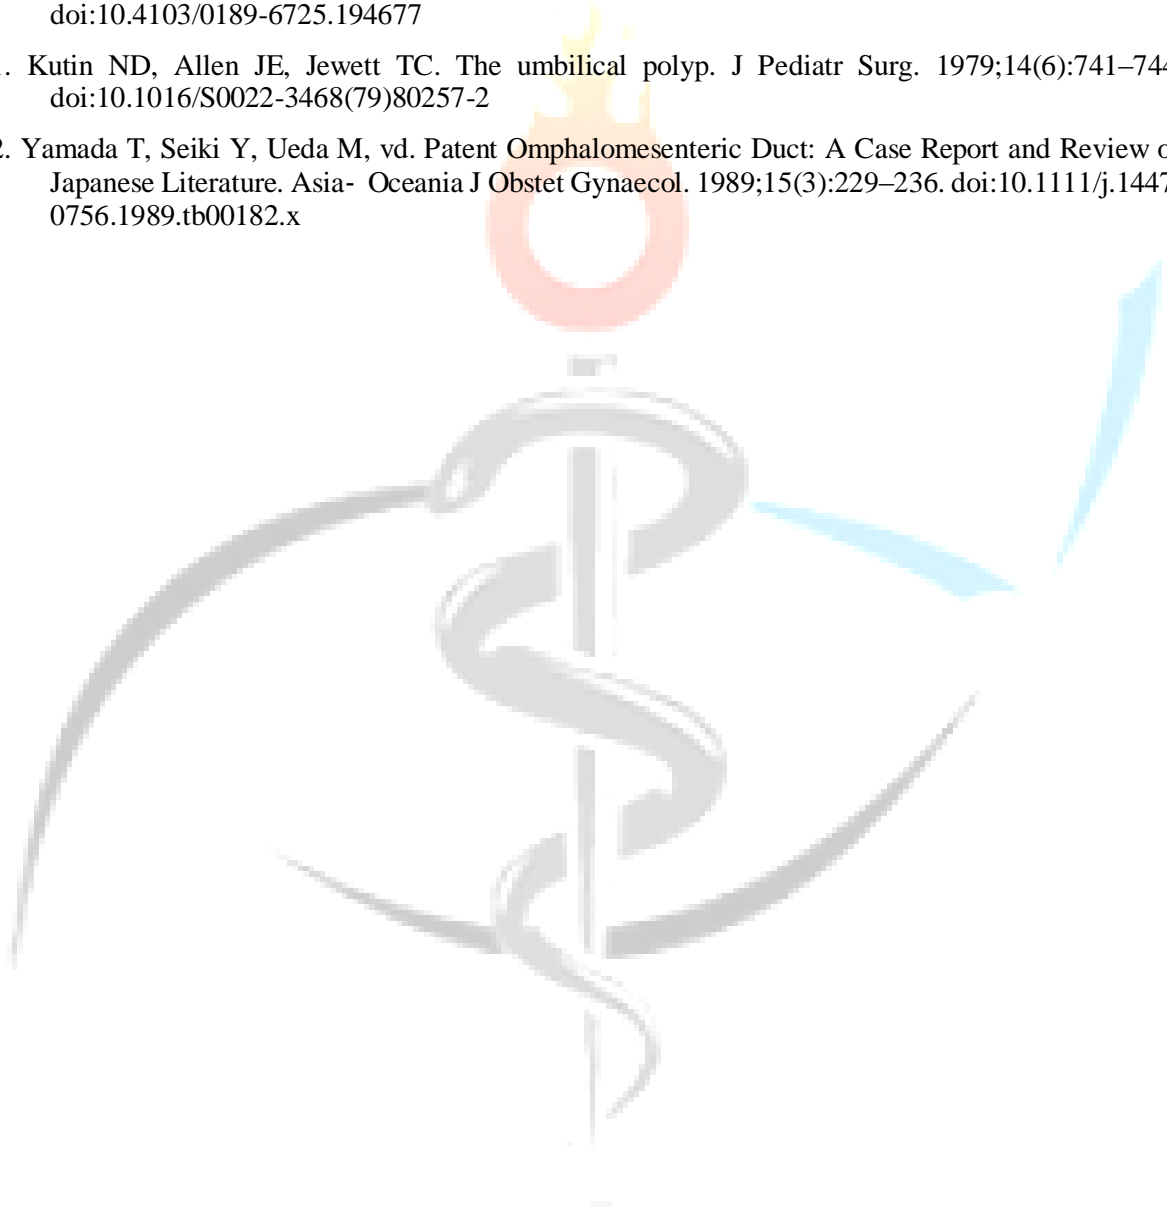 doi:10.4103/0189-6725.194677
. Kutin ND, Allen JE, Jewett TC. The umbilical polyp. J Pediatr Surg. 1979;14(6):741–744
doi:10.1016/S0022-3468(79)80257-2
2. Yamada T, Seiki Y, Ueda M, vd. Patent Omphalomesenteric Duct: A Case Report and Review o
Japanese Literature. Asia- Oceania J Obstet Gynaecol. 1989;15(3):229–236. doi:10.1111/j.1447
0756.1989.tb00182.x